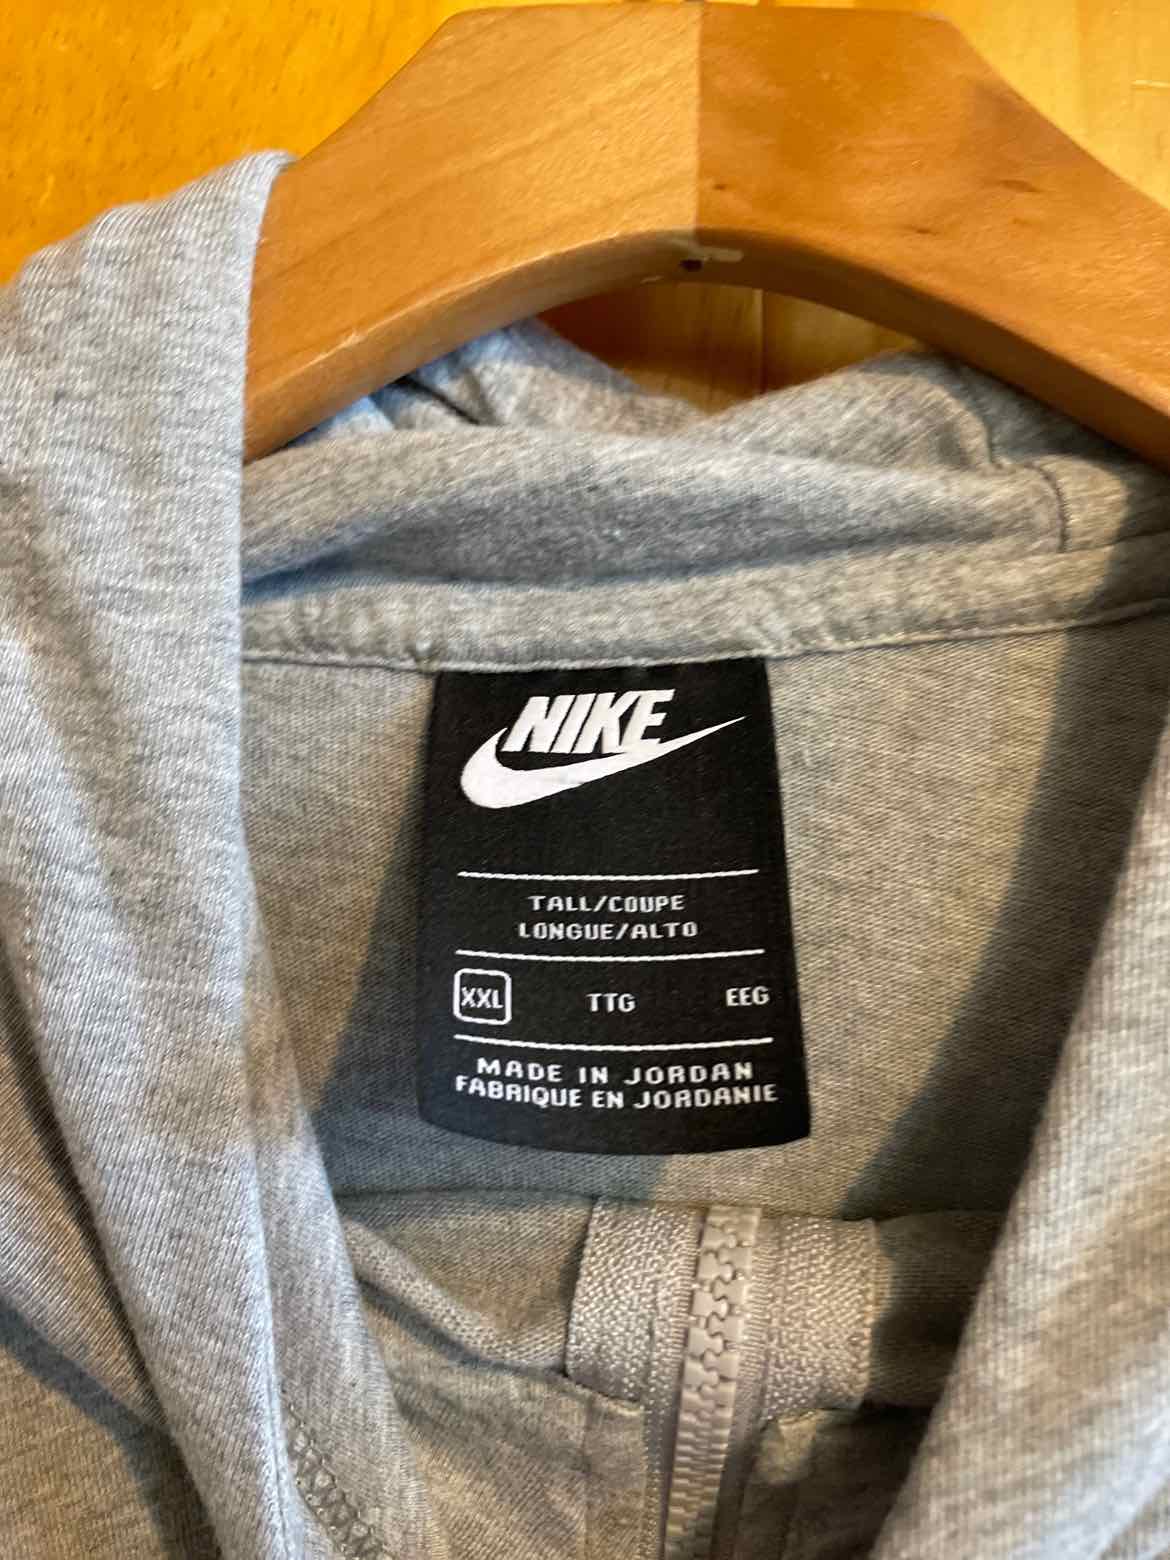 NIKE
TALL/COUPE
LONGUE/ALTO
XXL TTG EEG
MADE IN JORDAN
FABRIQUE EN JORDANIE